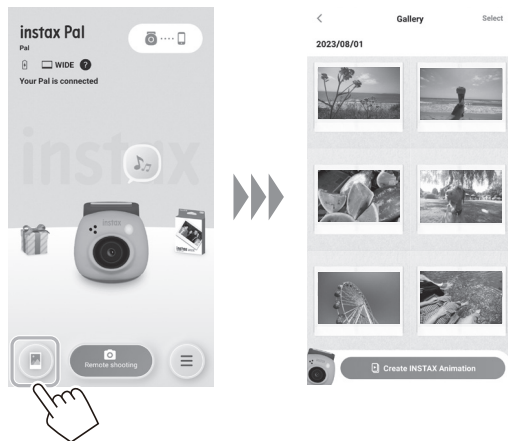 instax Pal
Pal
WIDE ?
Your Pal is connected
instax
instax
Remote shooting
Gallery
Select
2023/08/01
Create INSTAX Animation